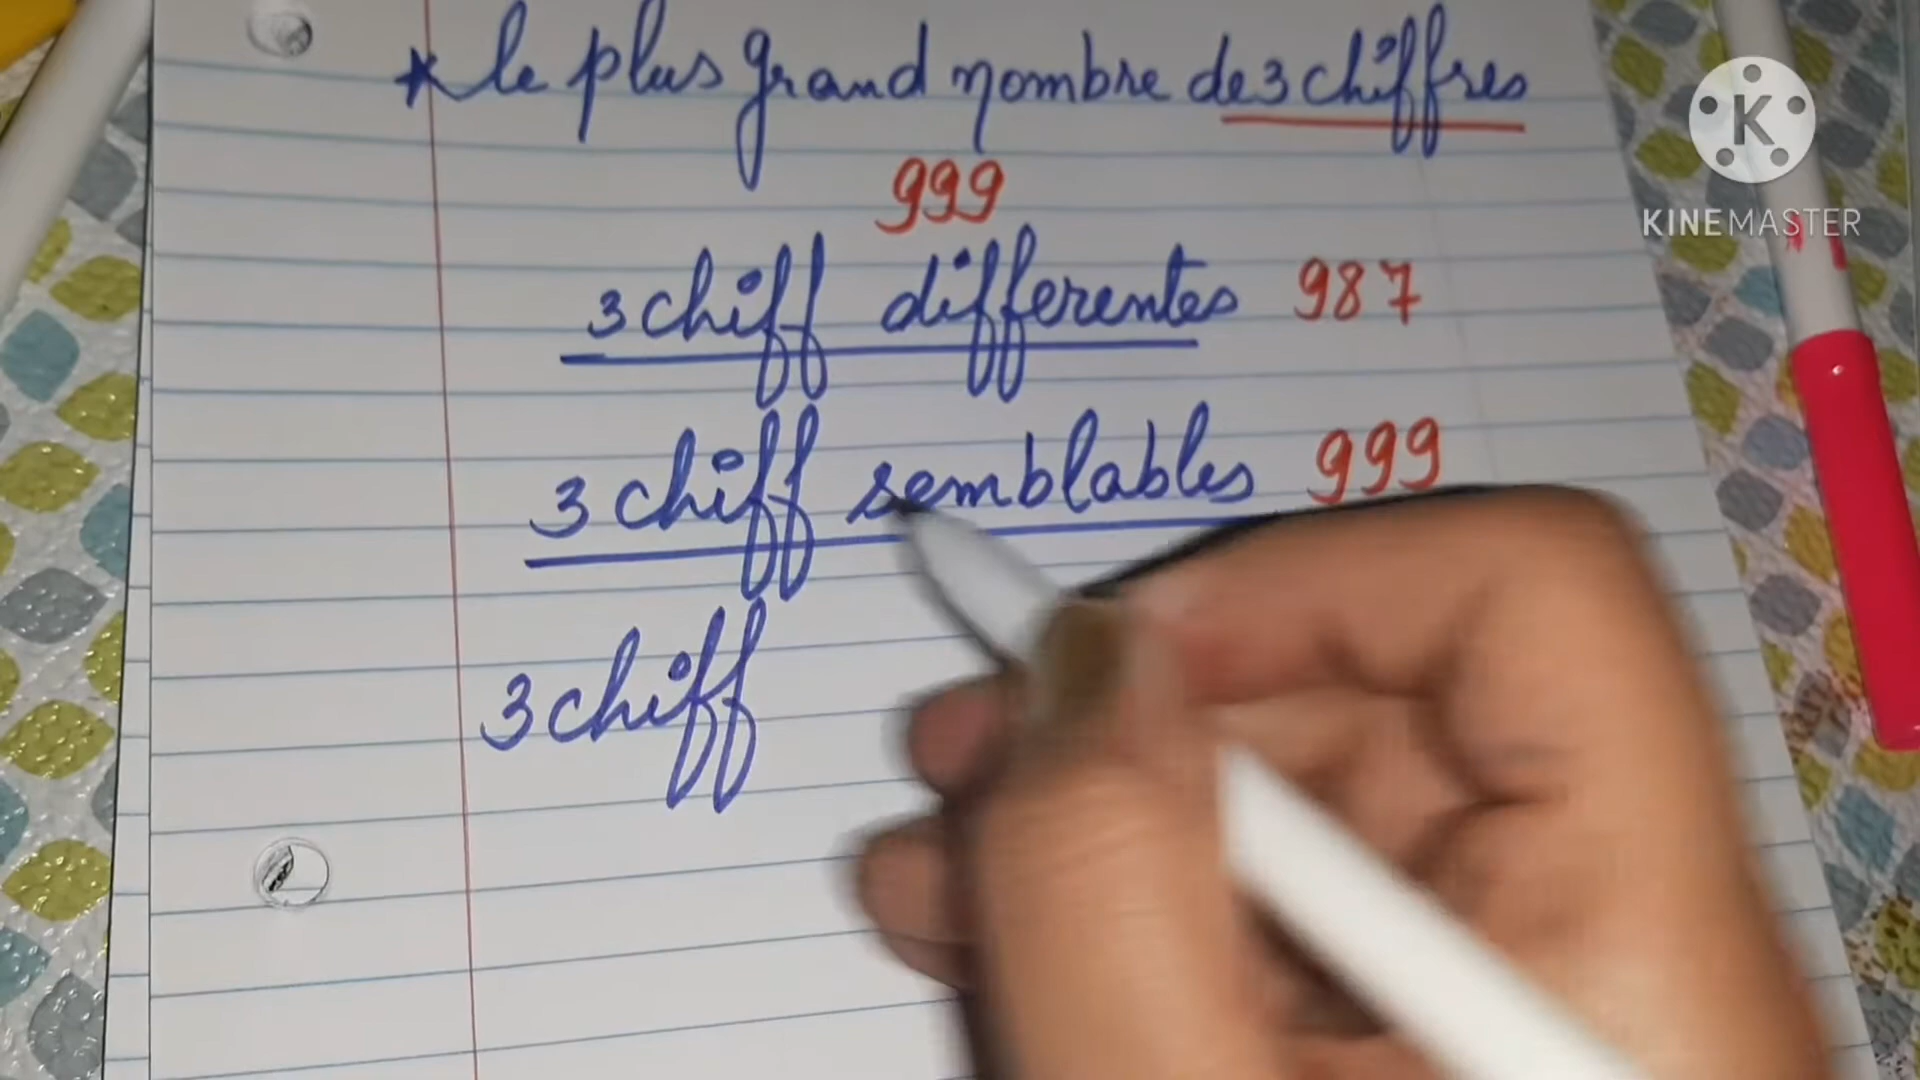 * le plus grand nombre de 3 chiffres
999
3 chiff differentes 987
3 chiff semblables 999
3 chiff
K
KINEMASTER